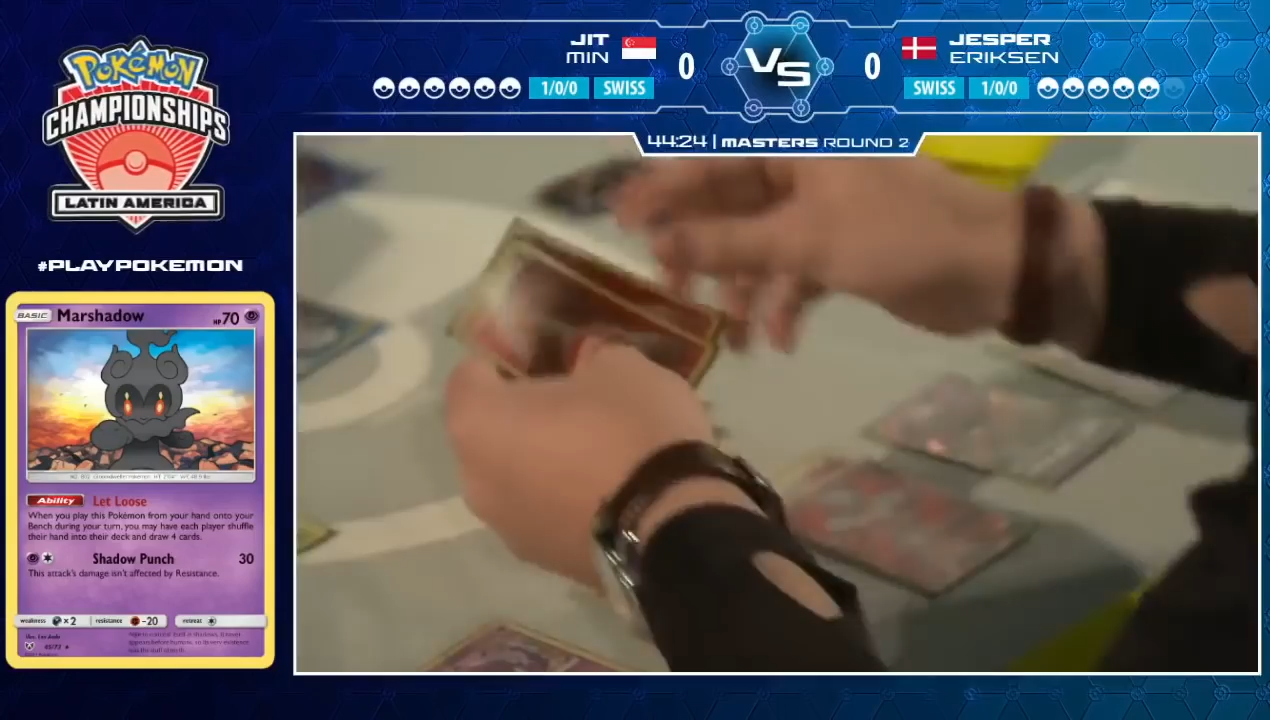 POKéMON
CHAMPIONSHIPS
LATIN AMERICA
#PLAYPOKEMON
JIT
MIN
0
VS
0
JESPER
ERIKSEN
1/0/0
SWISS
SWISS
1/0/0
44:24 | MASTERS ROUND 2
BASIC
Marshadow
HP70
Ability Let Loose
When you play this Pokémon from your hand onto your
Bench during your turn, you may have each player shuffle
their hand into their deck and draw 4 cards.
Shadow Punch 30
This attack's damage isn't affected by Resistance.
weakness ×2 resistance -20 retreat